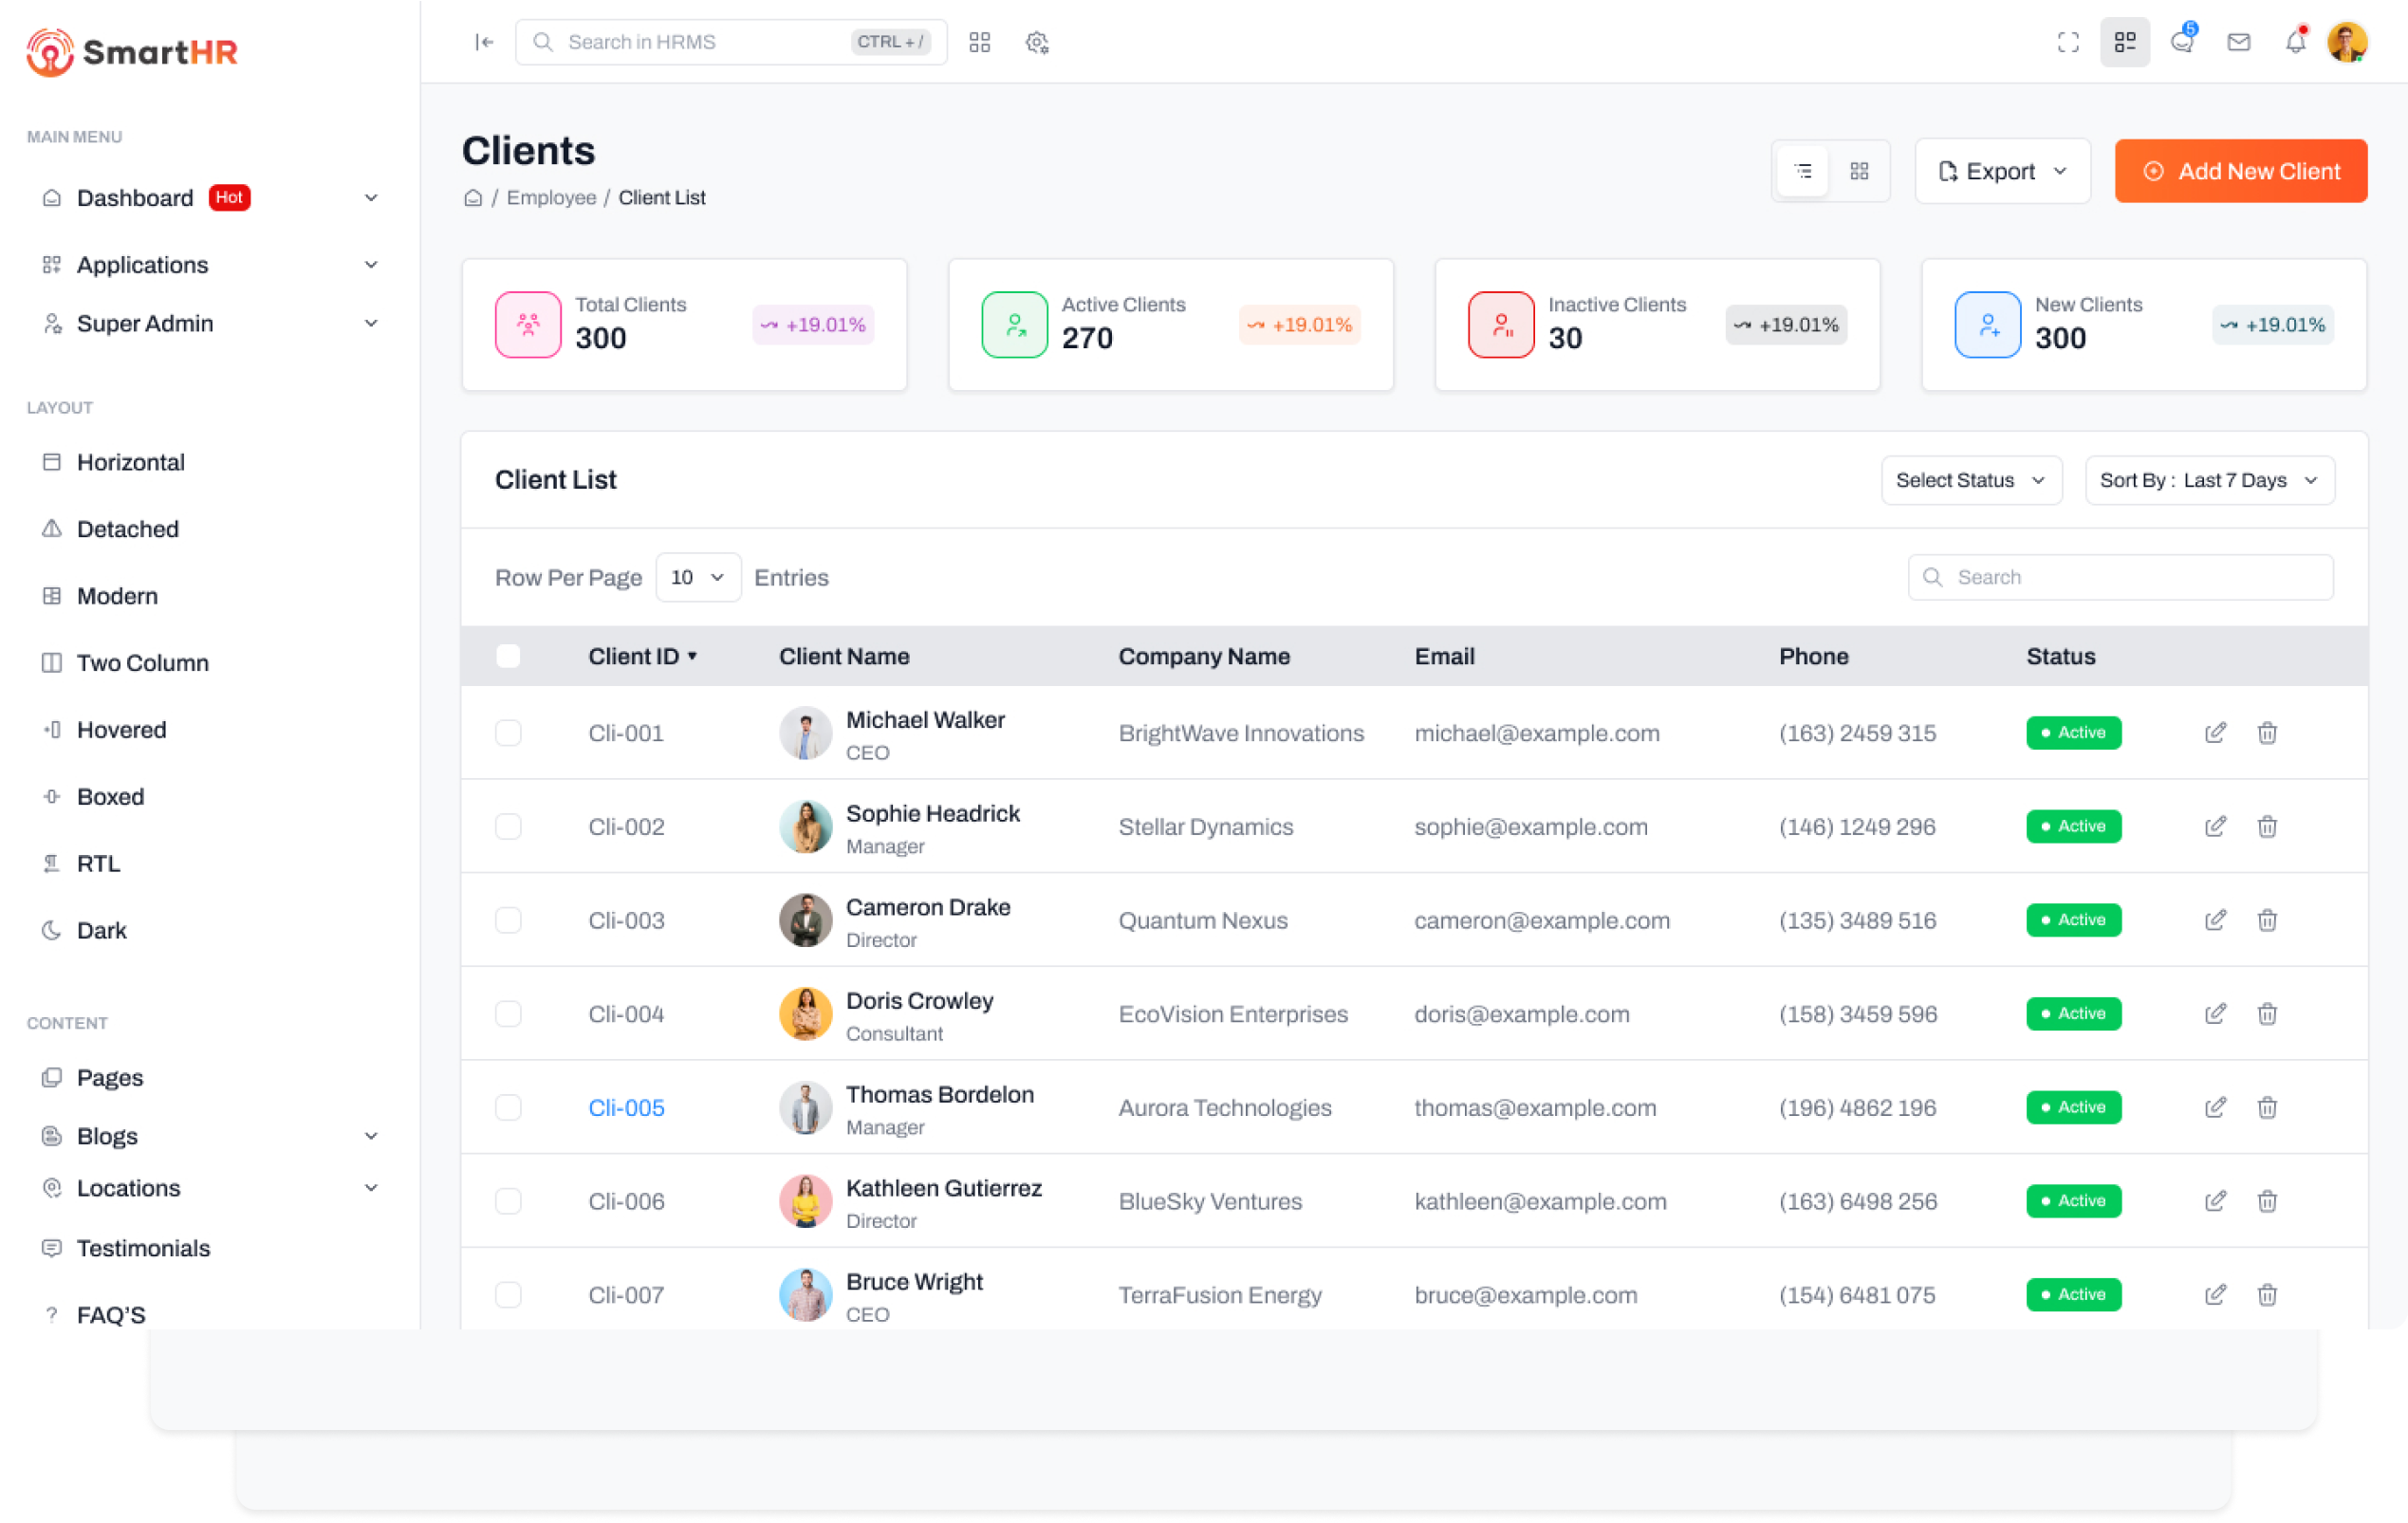 SmartHR
Search in HRMS CTRL + /
5
MAIN MENU
Dashboard Hot
Applications
Super Admin
LAYOUT
Horizontal
Detached
Modern
Two Column
Hovered
Boxed
RTL
Dark
CONTENT
Pages
Blogs
Locations
Testimonials
? FAQ'S
Clients
/ Employee / Client List
Export
Add New Client
Total Clients
300
+19.01%
Active Clients
270
+19.01%
Inactive Clients
30
+19.01%
New Clients
300
+19.01%
Client List
Select Status
Sort By : Last 7 Days
Row Per Page 10 Entries
Search
Client ID Client Name Company Name Email Phone Status
Cli-001 Michael Walker BrightWave Innovations michael@example.com (163) 2459 315 Active
CEO
Cli-002 Sophie Headrick Stellar Dynamics sophie@example.com (146) 1249 296 Active
Manager
Cli-003 Cameron Drake Quantum Nexus cameron@example.com (135) 3489 516 Active
Director
Cli-004 Doris Crowley EcoVision Enterprises doris@example.com (158) 3459 596 Active
Consultant
Cli-005 Thomas Bordelon Aurora Technologies thomas@example.com (196) 4862 196 Active
Manager
Cli-006 Kathleen Gutierrez BlueSky Ventures kathleen@example.com (163) 6498 256 Active
Director
Cli-007 Bruce Wright TerraFusion Energy bruce@example.com (154) 6481 075 Active
CEO